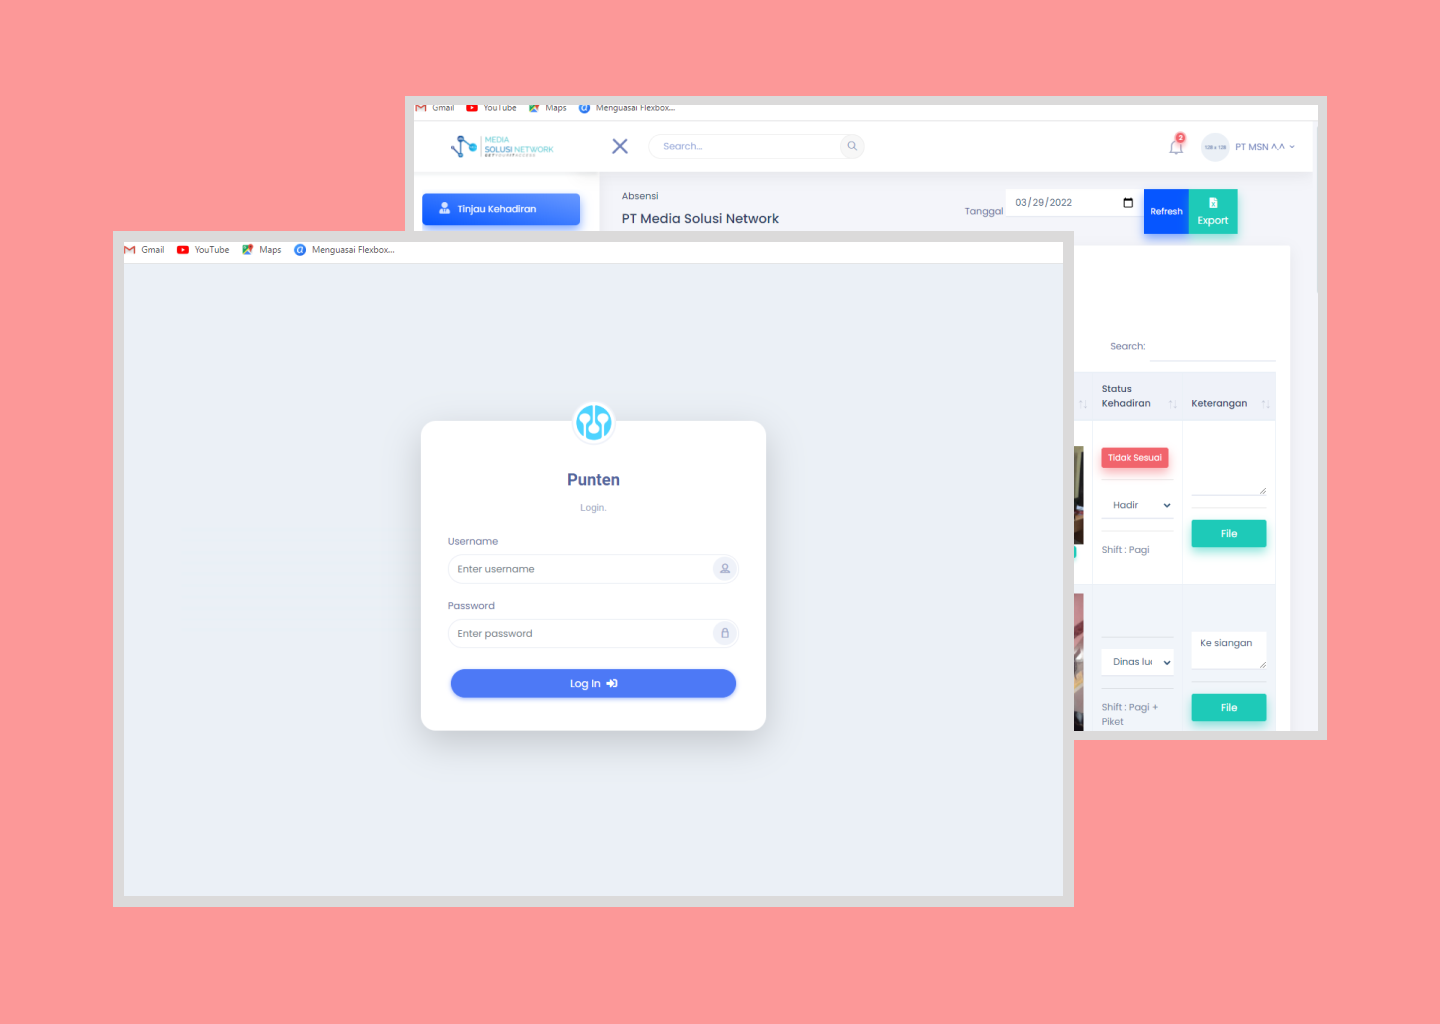 Gmail YouTube Maps Menguasai Flexbox...
MEDIA
SOLUSI NETWORK
Search...
2
128 x 128
PT MSN ^.^
Tinjau Kehadiran
Absensi
PT Media Solusi Network
Tanggal
03/29/2022
Refresh
Export
Search:
Status
Kehadiran
Keterangan
Tidak Sesuai
Hadir
Shift : Pagi
File
Dinas lu
Shift : Pagi +
Piket
Ke siangan
File
Gmail YouTube Maps Menguasai Flexbox...
Punten
Login.
Username
Enter username
Password
Enter password
Log In